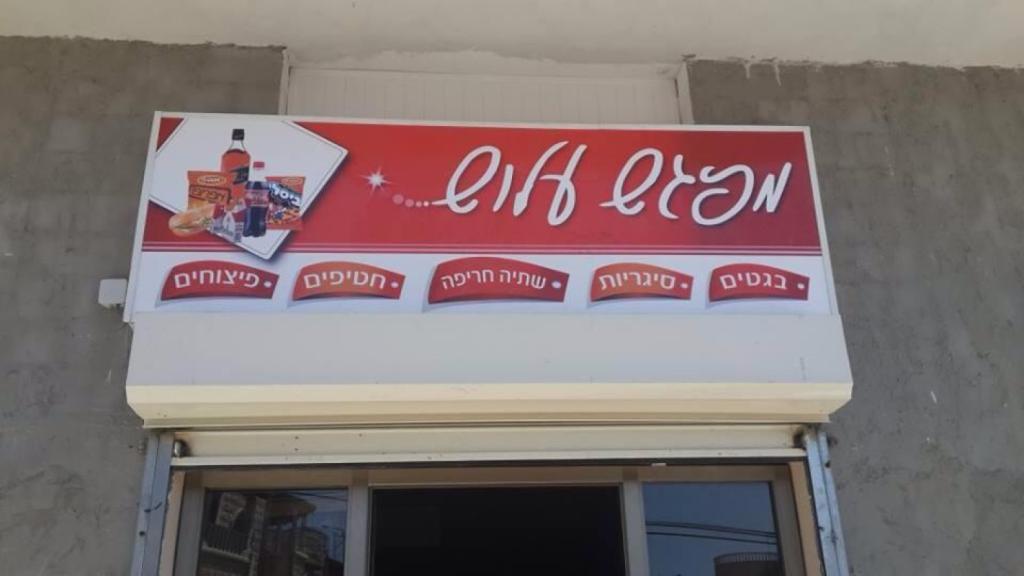 מפגש עלוש
בגטים
סיגריות
שתיה חריפה
חטיפים
פיצוחים